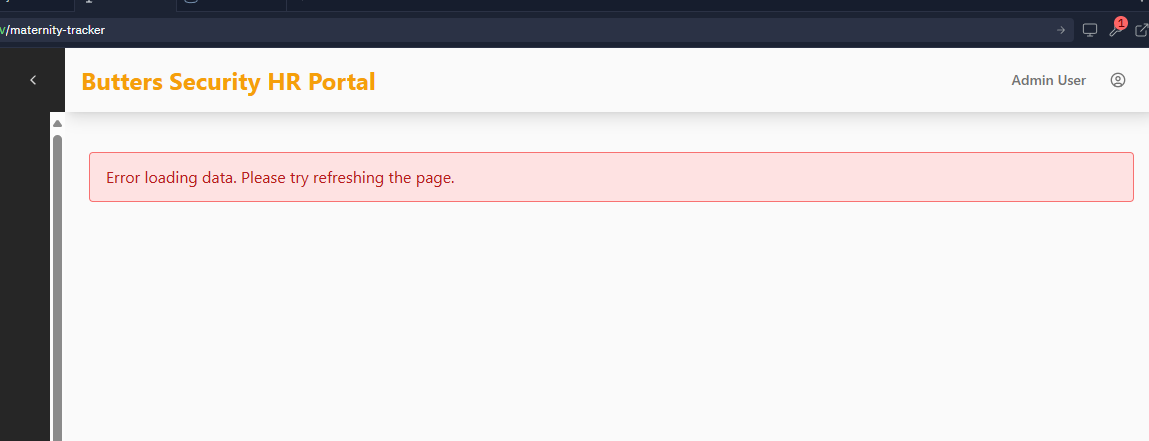 /maternity-tracker
1
Butters Security HR Portal
Admin User
Error loading data. Please try refreshing the page.